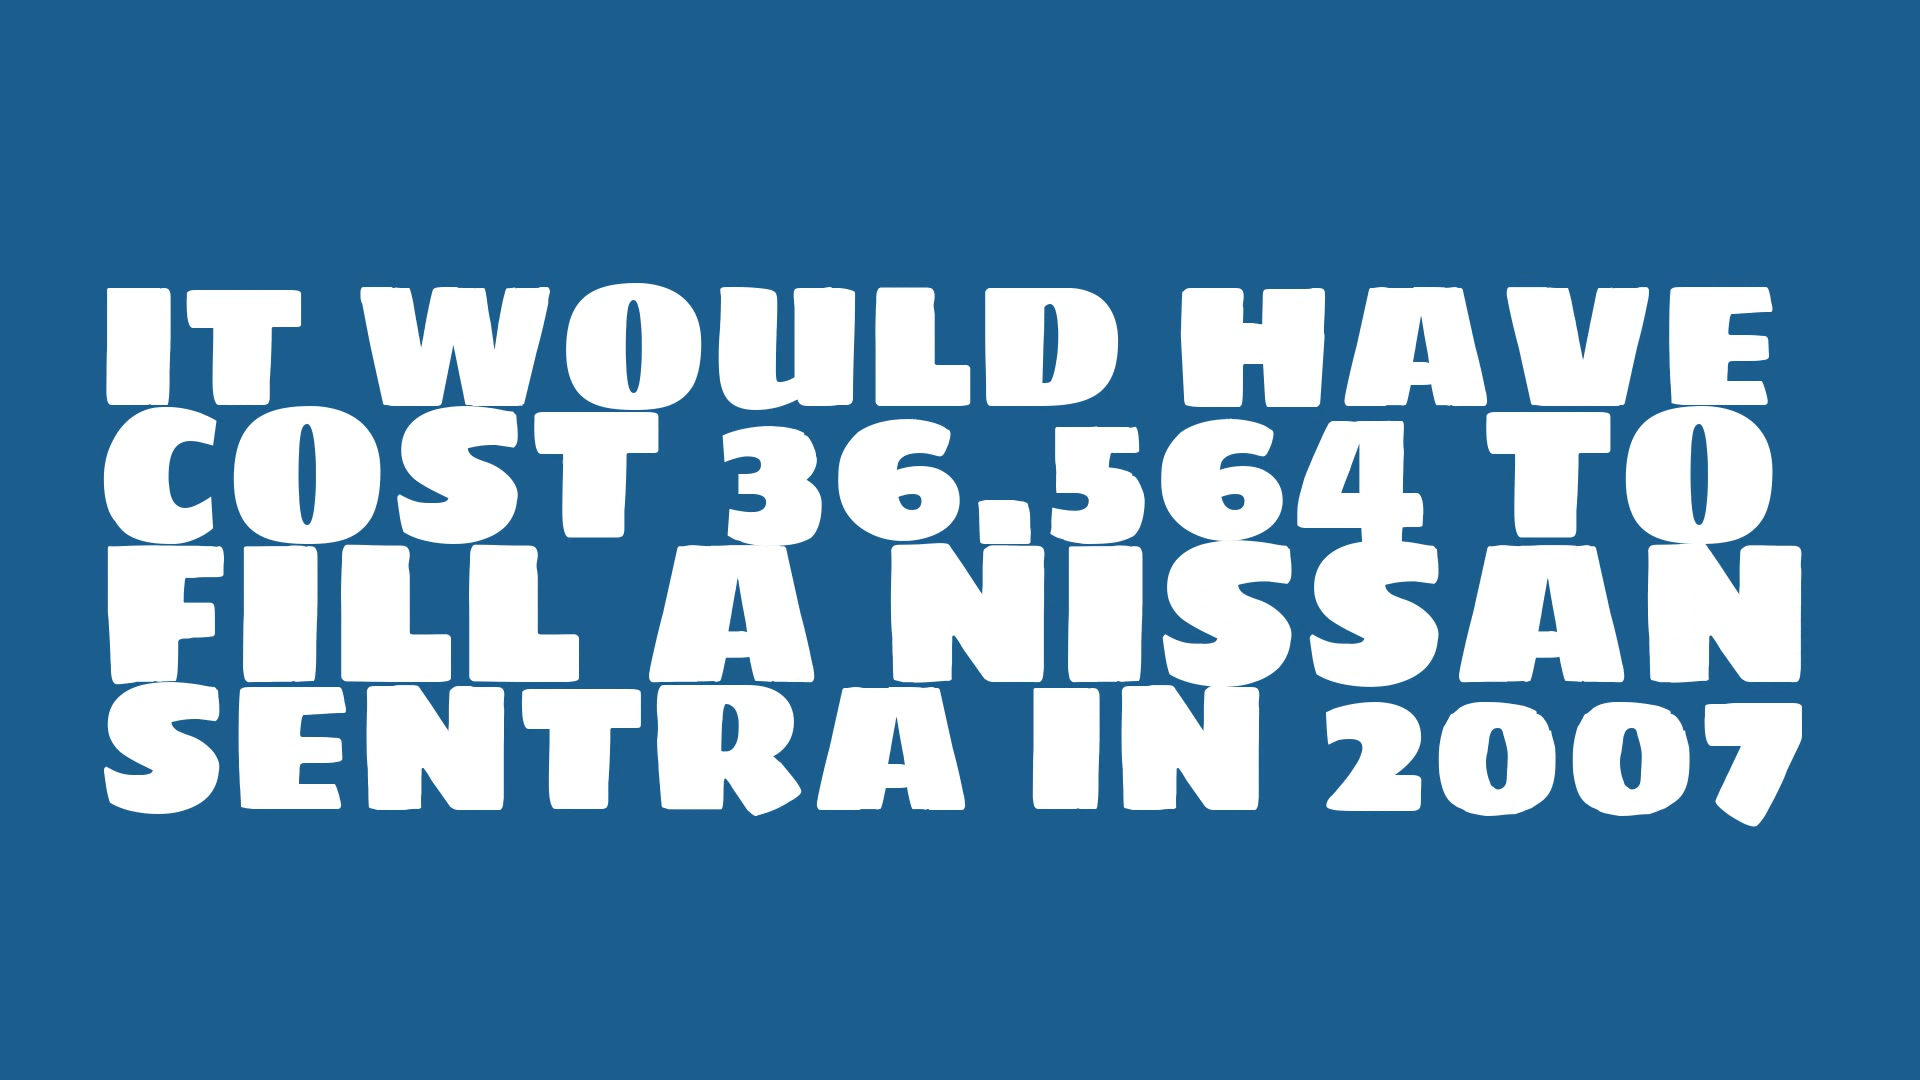 IT WOULD HAVE
COST 36.564 TO
FILL A NISSAN
SENTRA IN 2007